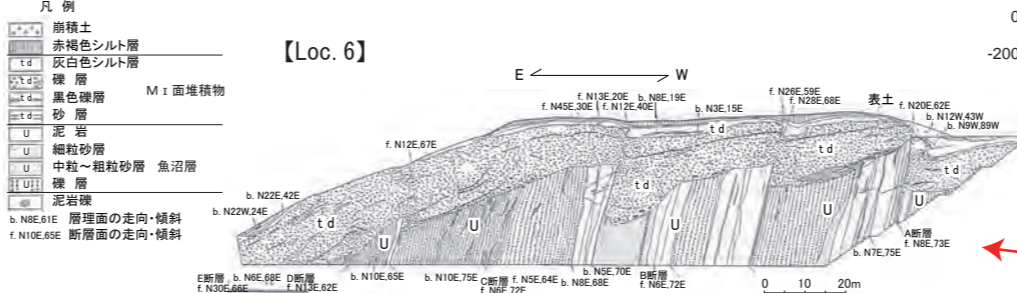 凡 例
崩積土
赤褐色シルト層
td 灰白色シルト層
td 礫 層
td 黒色礫層
MⅠ面堆積物
td 砂 層
U 泥 岩
U 細粒砂層
U 中粒～粗粒砂層 魚沼層
U 礫 層
泥岩礫
b. N8E,61E 層理面の走向・傾斜
f. N10E,65E 断層面の走向・傾斜
【Loc. 6】
0
-200
E W
f. N13E,20E b. N8E,19E
f. N45E,30E f. N12E,40E b. N3E,15E
f. N26E,59E
f. N28E,68E
表土
f. N20E,62E
b. N12W,43W
b. N9W,89W
f. N12E,67E
b. N22E,42E
b. N22W,24E
td td td td td
U U U U U
A断層
f. N8E,73E
b. N7E,75E
E断層 b. N6E,68E D断層
f. N30E,66E f. N13E,62E
b. N10E,65E
b. N10E,75E
C断層 f. N5E,64E
f. N6E,72E
b. N8E,68E
b. N5E,70E
B断層
f. N6E,72E
0 10 20m